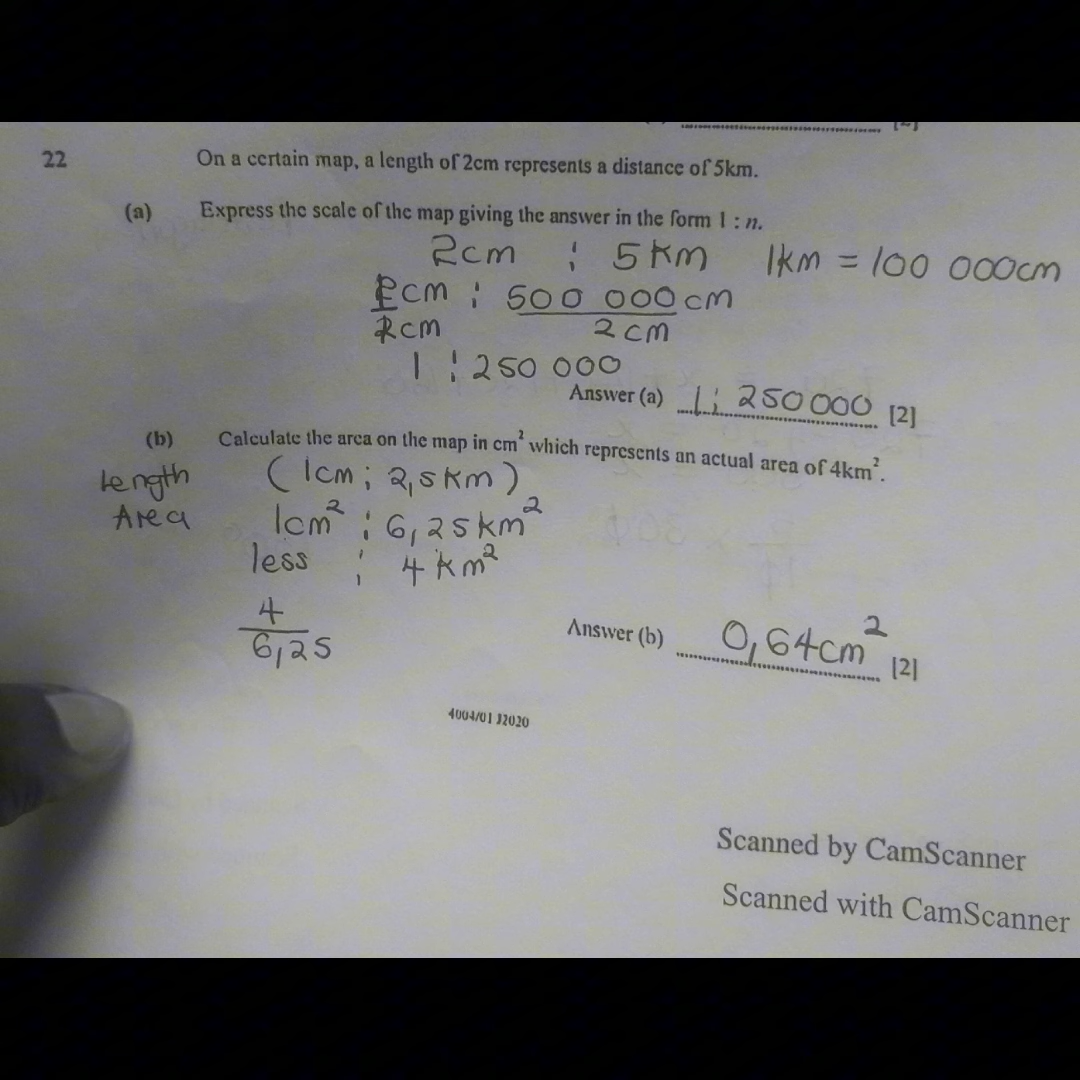 22 On a certain map, a length of 2cm represents a distance of 5km.
(a) Express the scale of the map giving the answer in the form 1 : n.
2cm : 5km 1km = 100 000cm
2cm : 500 000cm
2cm 2cm
1 : 250 000
Answer (a) 1: 250000 [2]
(b) Calculate the area on the map in cm² which represents an actual area of 4km².
Length (1cm ; 2,5km)
Area 1cm² : 6,25km²
less : 4km²
4
6,25
Answer (b) 0,64cm² [2]
4004/01 J2020
Scanned by CamScanner
Scanned with CamScanner